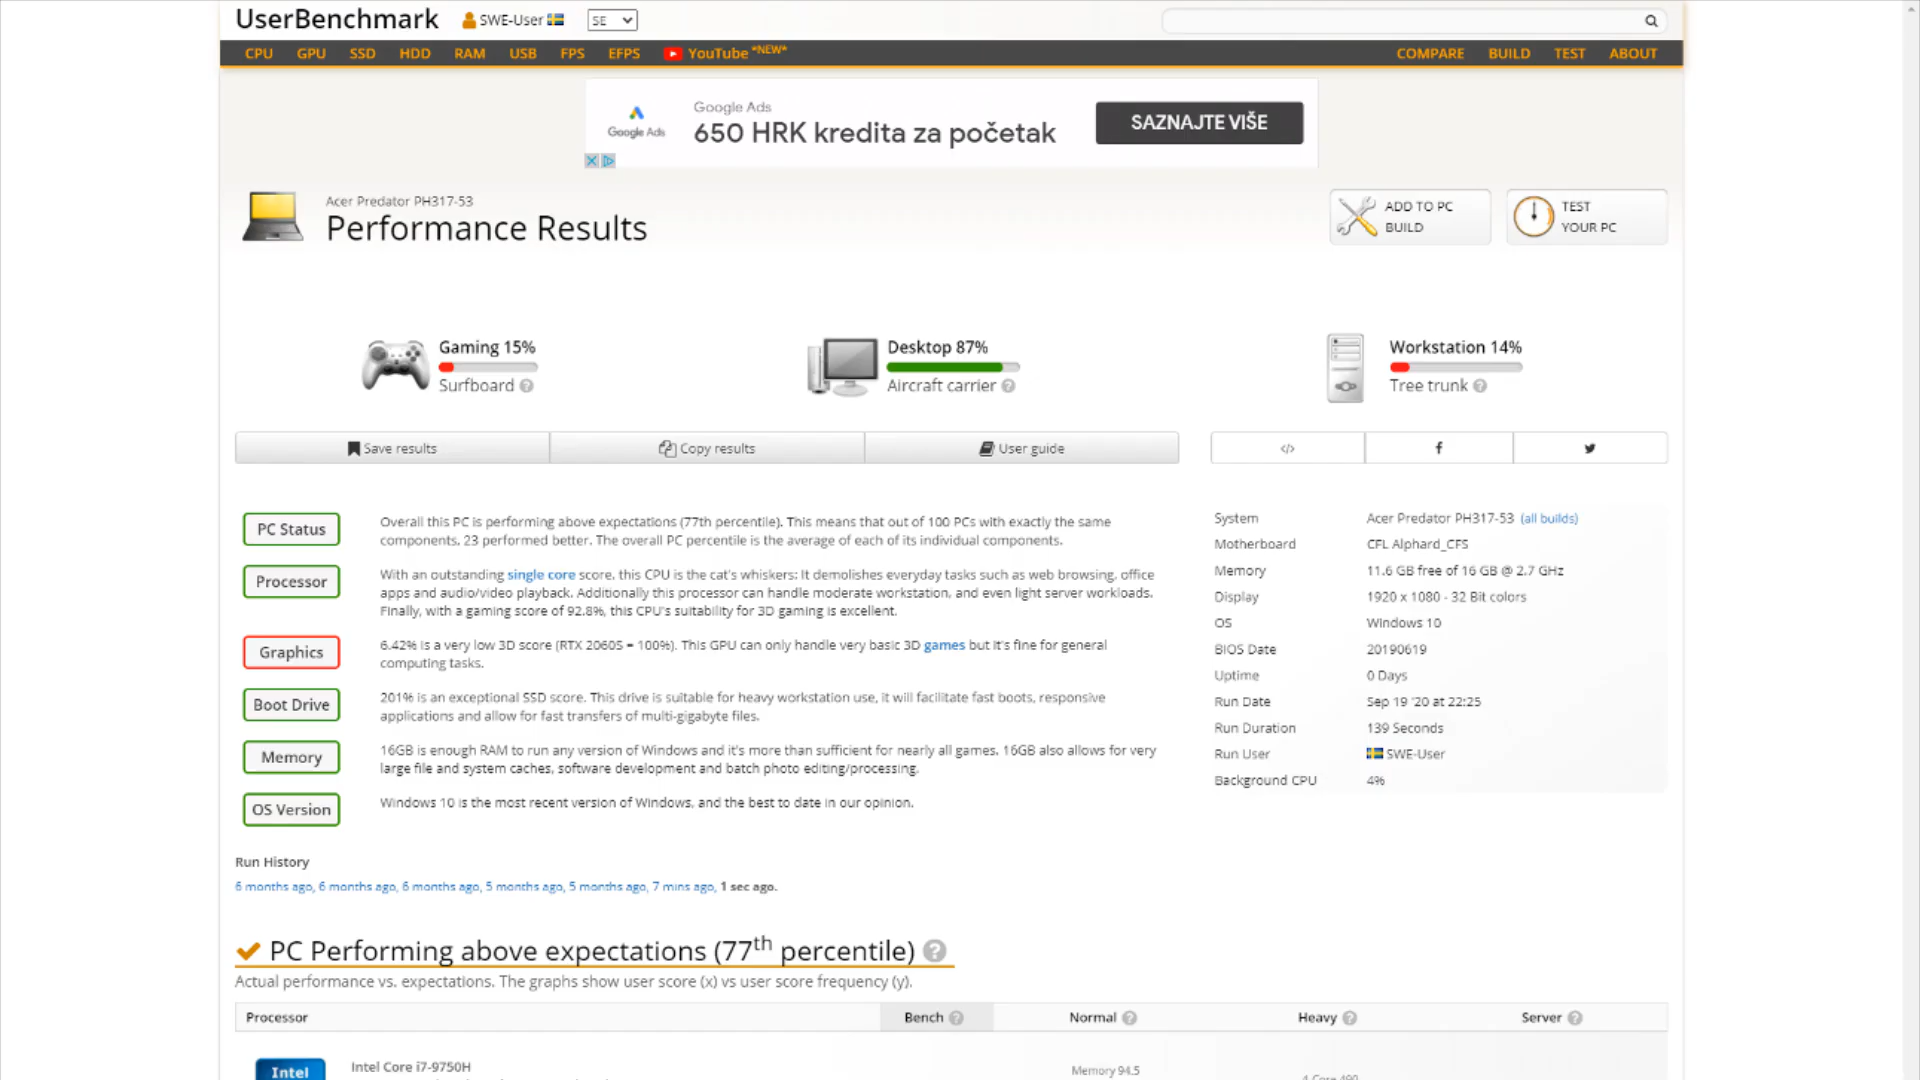 UserBenchmark SWE-User SE
CPU GPU SSD HDD RAM USB FPS EFPS YouTube *NEW* COMPARE BUILD TEST ABOUT
Google Ads
Google Ads
650 HRK kredita za početak
SAZNAJTE VIŠE
Acer Predator PH317-53
Performance Results
ADD TO PC
BUILD
TEST
YOUR PC
Gaming 15%
Surfboard
Desktop 87%
Aircraft carrier
Workstation 14%
Tree trunk
Save results
Copy results
User guide
PC Status
Overall this PC is performing above expectations (77th percentile). This means that out of 100 PCs with exactly the same
components, 23 performed better. The overall PC percentile is the average of each of its individual components.
Processor
With an outstanding single core score, this CPU is the cat's whiskers: It demolishes everyday tasks such as web browsing, office
apps and audio/video playback. Additionally this processor can handle moderate workstation, and even light server workloads.
Finally, with a gaming score of 92.8%, this CPU's suitability for 3D gaming is excellent.
Graphics
6.42% is a very low 3D score (RTX 2060S = 100%). This GPU can only handle very basic 3D games but it's fine for general
computing tasks.
Boot Drive
201% is an exceptional SSD score. This drive is suitable for heavy workstation use, it will facilitate fast boots, responsive
applications and allow for fast transfers of multi-gigabyte files.
Memory
16GB is enough RAM to run any version of Windows and it's more than sufficient for nearly all games. 16GB also allows for very
large file and system caches, software development and batch photo editing/processing.
OS Version
Windows 10 is the most recent version of Windows, and the best to date in our opinion.
System Acer Predator PH317-53 (all builds)
Motherboard CFL Alphard_CFS
Memory 11.6 GB free of 16 GB @ 2.7 GHz
Display 1920 x 1080 - 32 Bit colors
OS Windows 10
BIOS Date 20190619
Uptime 0 Days
Run Date Sep 19 '20 at 22:25
Run Duration 139 Seconds
Run User SWE-User
Background CPU 4%
Run History
6 months ago, 6 months ago, 6 months ago, 5 months ago, 5 months ago, 7 mins ago, 1 sec ago.
PC Performing above expectations (77th percentile)
Actual performance vs. expectations. The graphs show user score (x) vs user score frequency (y).
Processor Bench Normal Heavy Server
Intel
Intel Core i7-9750H
Memory 94.5